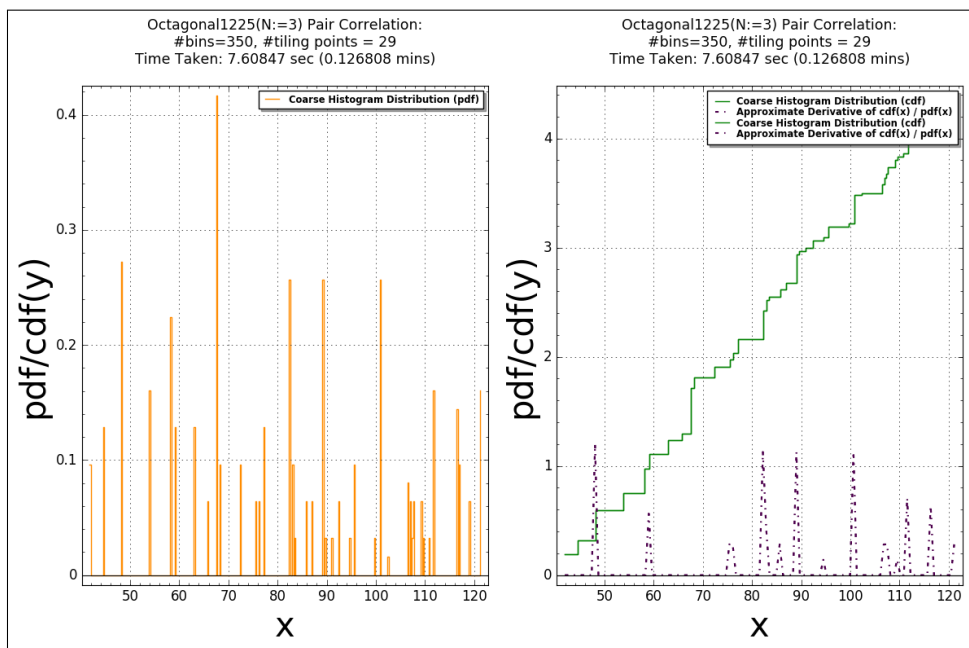 Octagonal1225(N:=3) Pair Correlation:
#bins=350, #tiling points = 29
Time Taken: 7.60847 sec (0.126808 mins)
Coarse Histogram Distribution (pdf)
0.4
0.3
0.2
0.1
0
pdf/cdf(y)
50
60
70
80
90
100
110
120
x
Octagonal1225(N:=3) Pair Correlation:
#bins=350, #tiling points = 29
Time Taken: 7.60847 sec (0.126808 mins)
Coarse Histogram Distribution (cdf)
Approximate Derivative of cdf(x) / pdf(x)
Coarse Histogram Distribution (cdf)
Approximate Derivative of cdf(x) / pdf(x)
4
3
2
1
0
pdf/cdf(y)
50
60
70
80
90
100
110
120
x